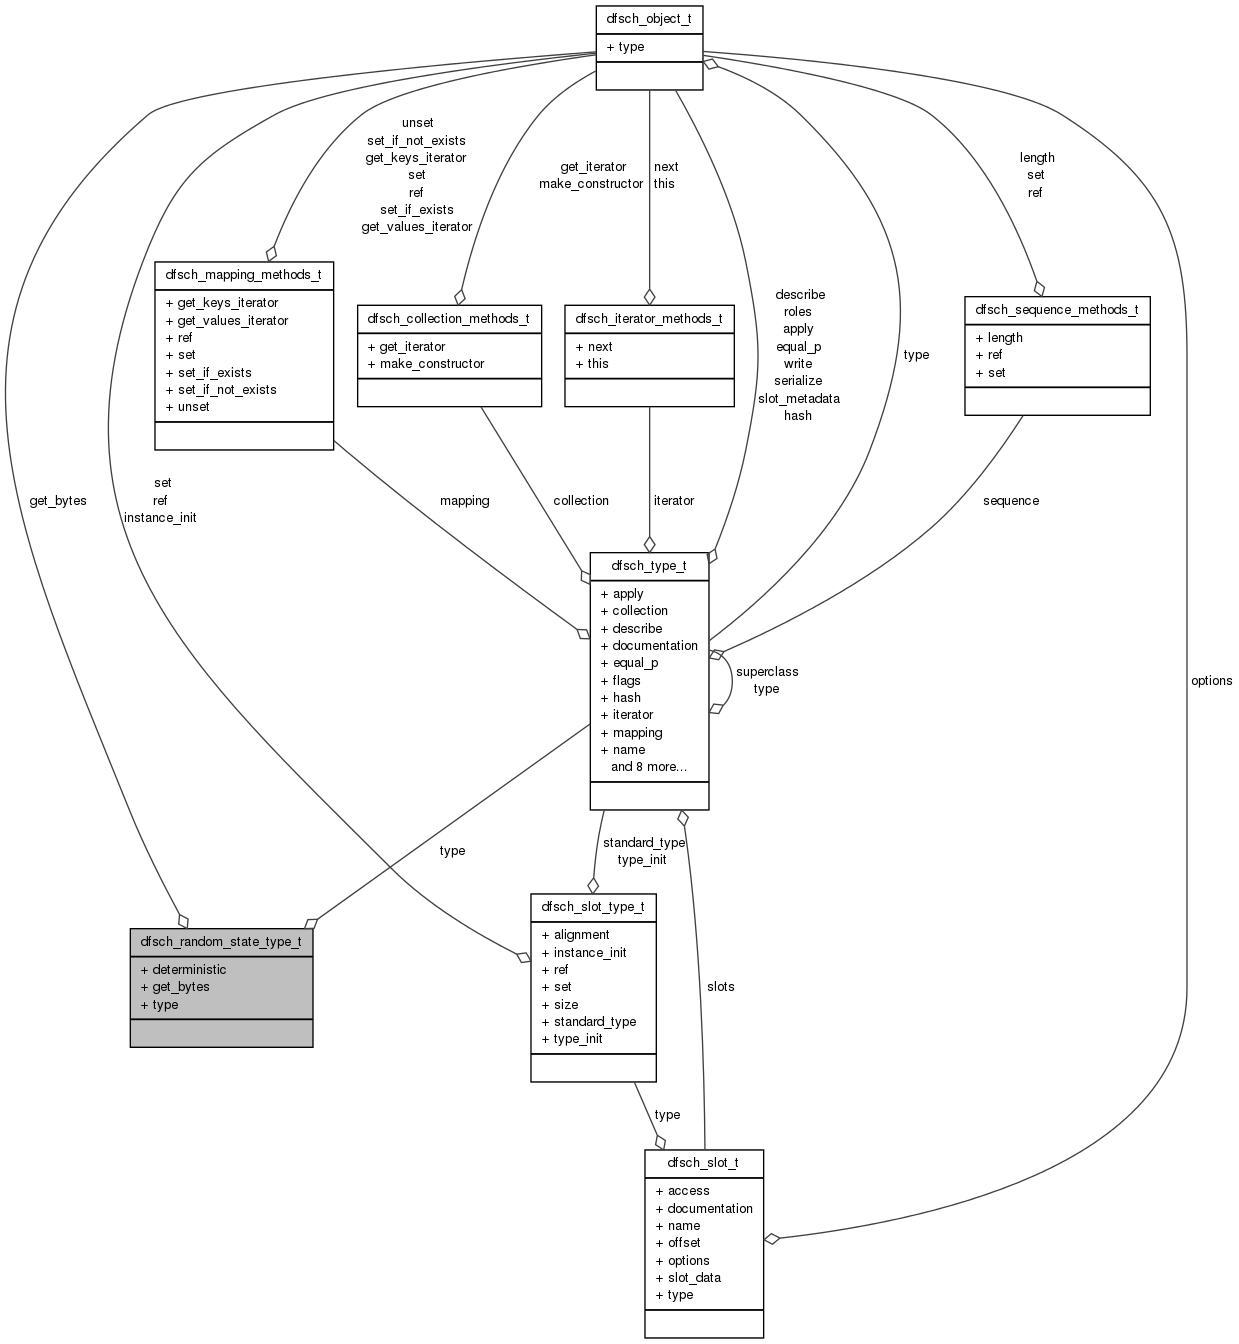 dfsch_object_t
+ type
unset
set_if_not_exists
get_keys_iterator
set
ref
set_if_exists
get_values_iterator
get_iterator
make_constructor
next
this
length
set
ref
dfsch_mapping_methods_t
+ get_keys_iterator
+ get_values_iterator
+ ref
+ set
+ set_if_exists
+ set_if_not_exists
+ unset
dfsch_collection_methods_t
+ get_iterator
+ make_constructor
dfsch_iterator_methods_t
+ next
+ this
describe
roles
apply
equal_p
write
serialize
slot_metadata
hash
type
dfsch_sequence_methods_t
+ length
+ ref
+ set
get_bytes
set
ref
instance_init
mapping
collection
iterator
sequence
dfsch_type_t
+ apply
+ collection
+ describe
+ documentation
+ equal_p
+ flags
+ hash
+ iterator
+ mapping
+ name
and 8 more...
superclass
type
options
type
standard_type
type_init
dfsch_random_state_type_t
+ deterministic
+ get_bytes
+ type
dfsch_slot_type_t
+ alignment
+ instance_init
+ ref
+ set
+ size
+ standard_type
+ type_init
slots
type
dfsch_slot_t
+ access
+ documentation
+ name
+ offset
+ options
+ slot_data
+ type